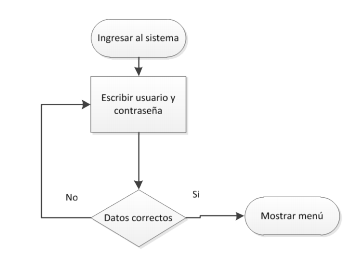 Ingresar al sistema
Escribir usuario y
contraseña
No
Si
Datos correctos
Mostrar menú